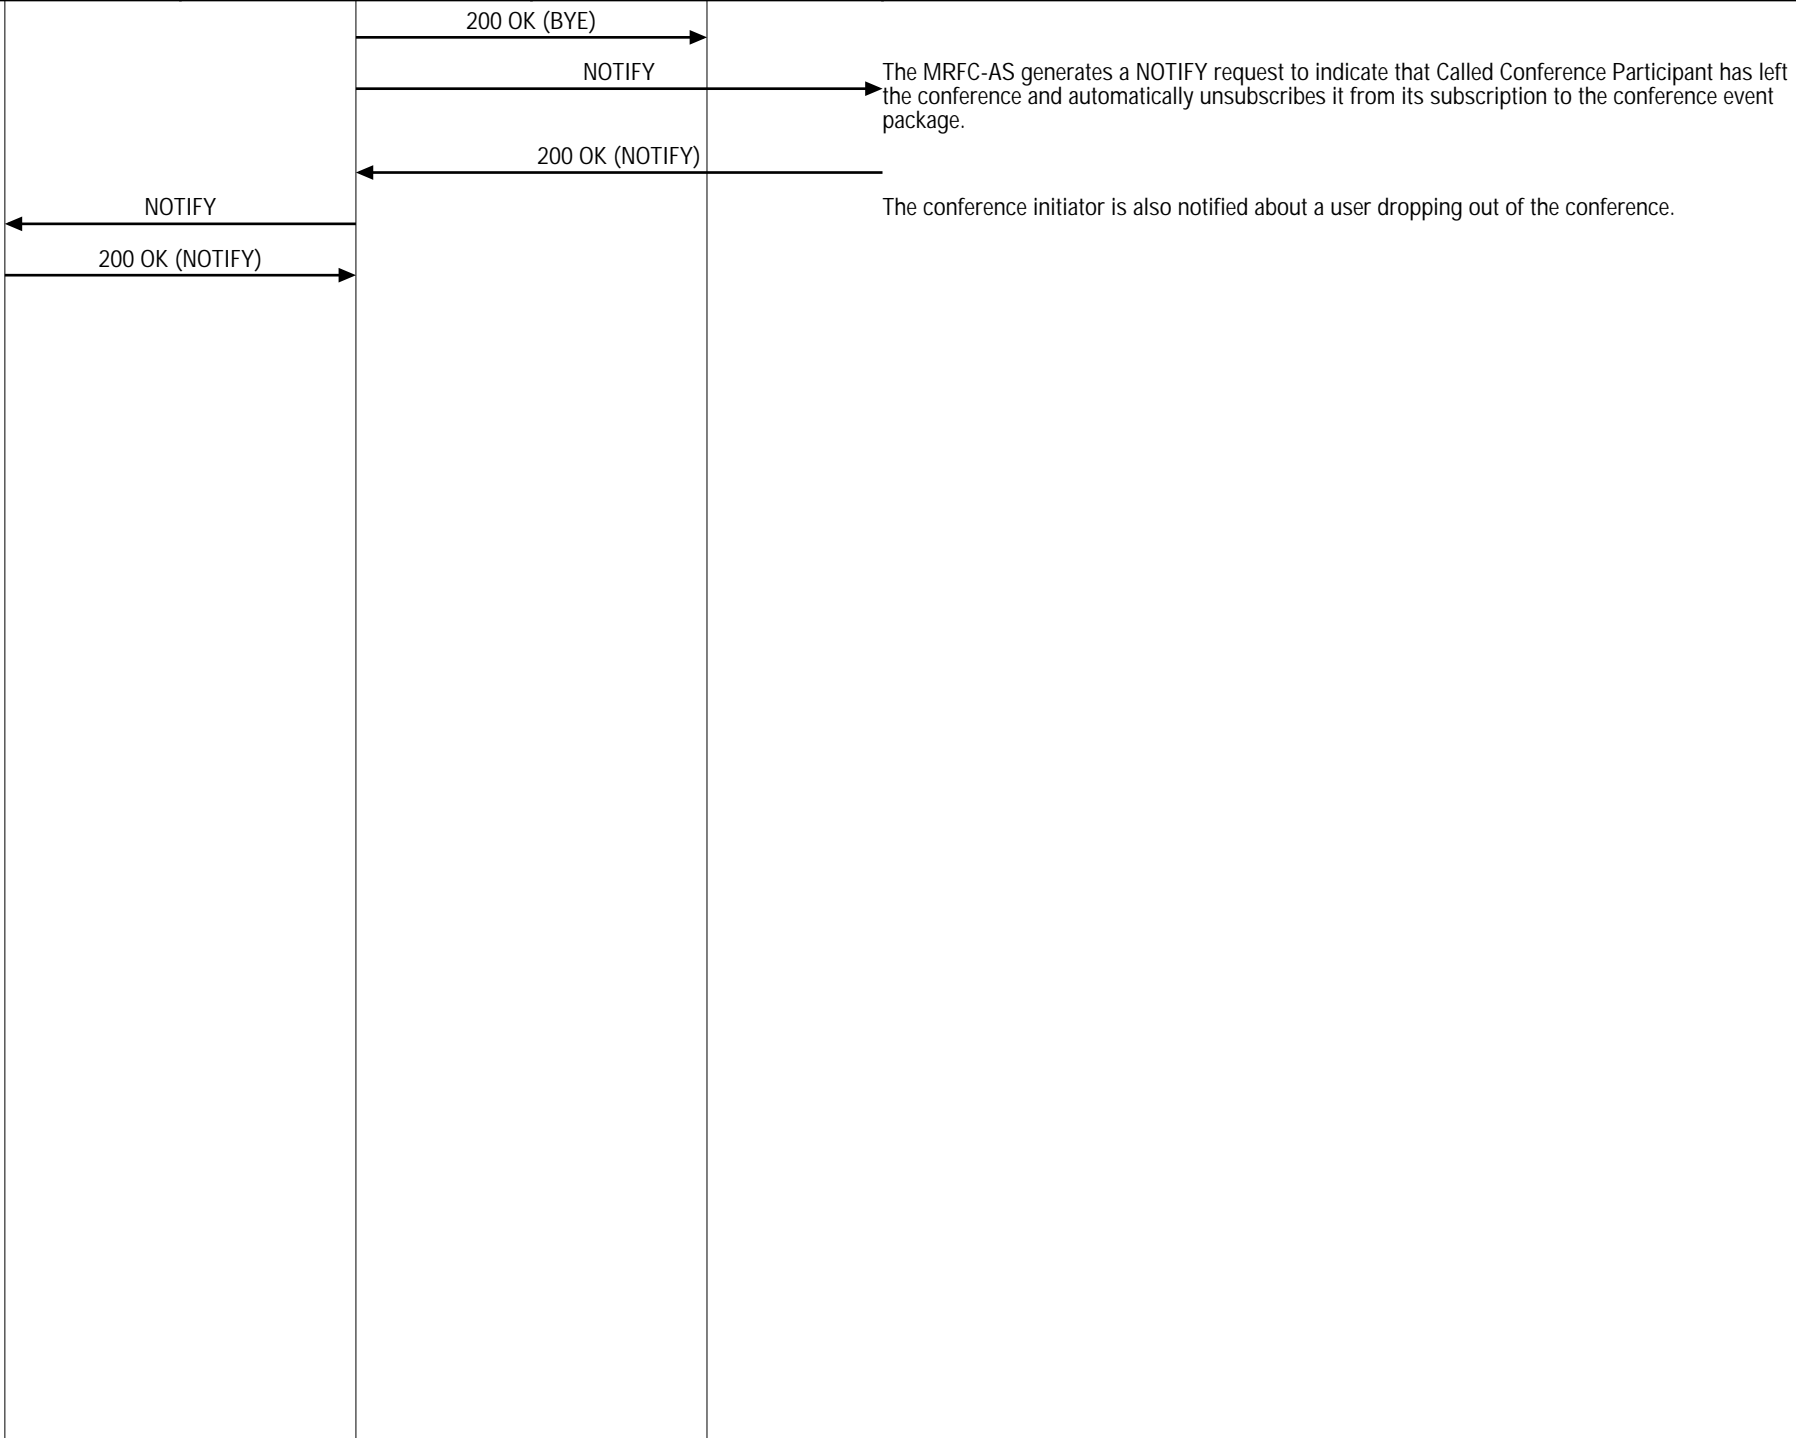 200 OK (BYE)
NOTIFY
The MRFC-AS generates a NOTIFY request to indicate that Called Conference Participant has left
the conference and automatically unsubscribes it from its subscription to the conference event
package.
200 OK (NOTIFY)
NOTIFY
The conference initiator is also notified about a user dropping out of the conference.
200 OK (NOTIFY)